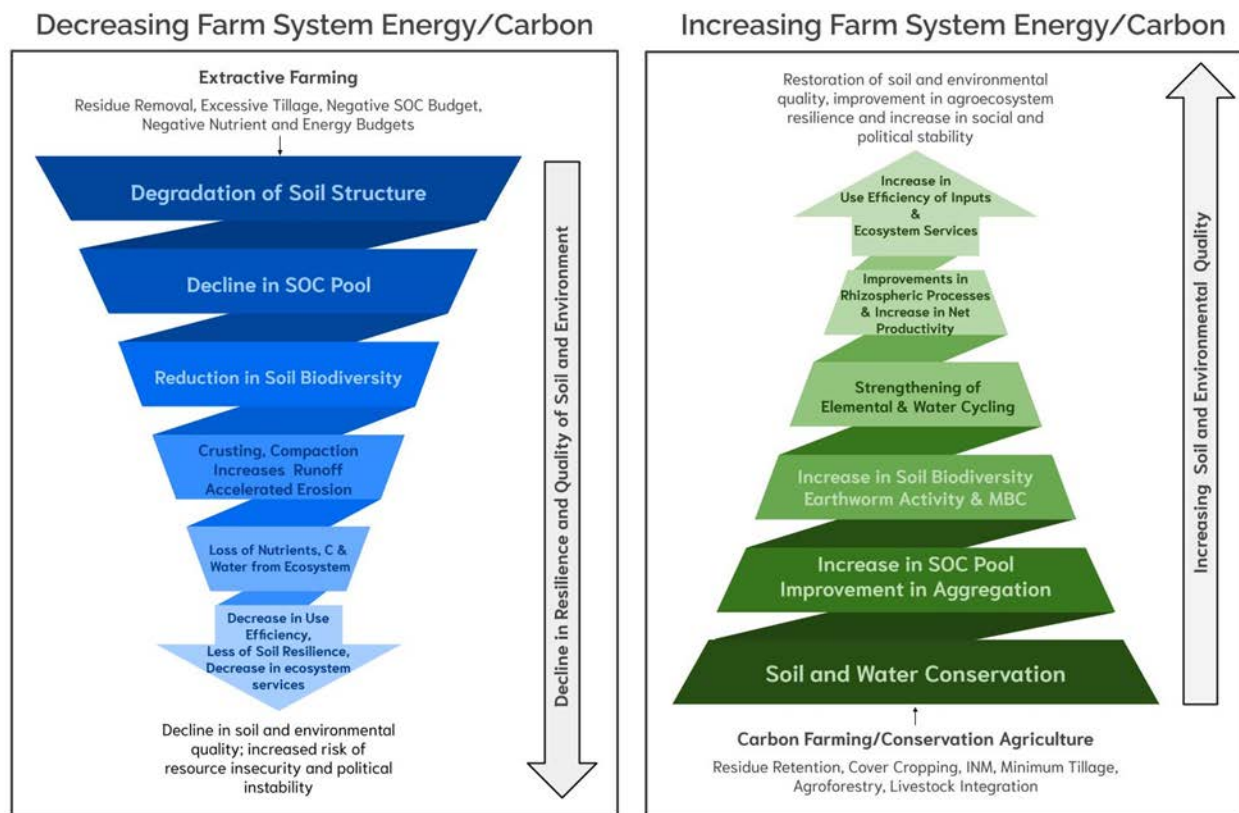 Decreasing Farm System Energy/Carbon
Extractive Farming
Residue Removal, Excessive Tillage, Negative SOC Budget,
Negative Nutrient and Energy Budgets
Degradation of Soil Structure
Decline in SOC Pool
Reduction in Soil Biodiversity
Crusting, Compaction
Increases Runoff
Accelerated Erosion
Loss of Nutrients, C &
Water from Ecosystem
Decrease in Use
Efficiency,
Less of Soil Resilience,
Decrease in ecosystem
services
Decline in soil and environmental
quality; increased risk of
resource insecurity and political
instability
Decline in Resilience and Quality of Soil and Environment
Increasing Farm System Energy/Carbon
Restoration of soil and environmental
quality, improvement in agroecosystem
resilience and increase in social and
political stability
Increase in
Use Efficiency of Inputs
&
Ecosystem Services
Improvements in
Rhizospheric Processes
& Increase in Net
Productivity
Strengthening of
Elemental & Water Cycling
Increase in Soil Biodiversity
Earthworm Activity & MBC
Increase in SOC Pool
Improvement in Aggregation
Soil and Water Conservation
Carbon Farming/Conservation Agriculture
Residue Retention, Cover Cropping, INM, Minimum Tillage,
Agroforestry, Livestock Integration
Increasing Soil and Environmental Quality